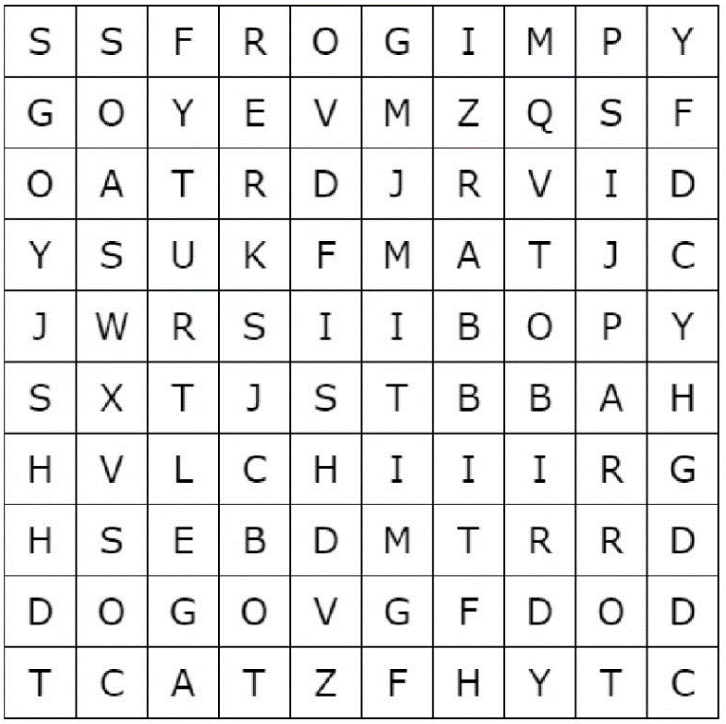 S S F R O G I M P Y
G O Y E V M Z Q S F
O A T R D J R V I D
Y S U K F M A T J C
J W R S I I B O P Y
S X T J S T B B A H
H V L C H I I I R G
H S E B D M T R R D
D O G O V G F D O D
T C A T Z F H Y T C